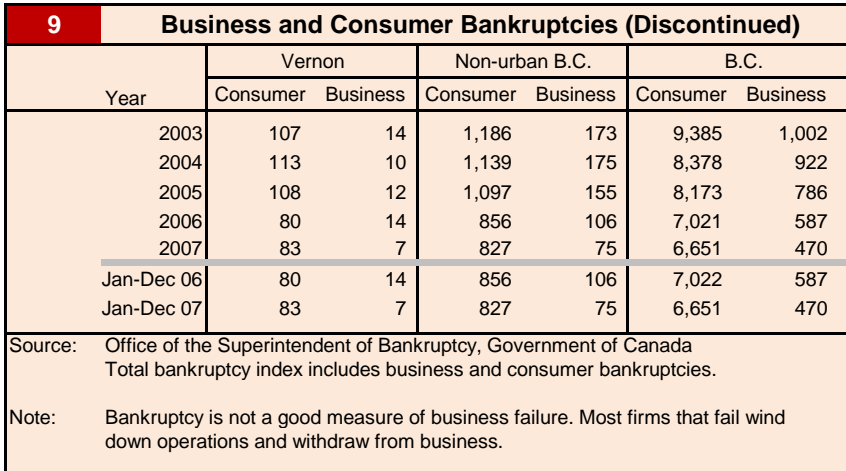 9 Business and Consumer Bankruptcies (Discontinued)
Vernon Non-urban B.C. B.C.
Year Consumer Business Consumer Business Consumer Business
2003 107 14 1,186 173 9,385 1,002
2004 113 10 1,139 175 8,378 922
2005 108 12 1,097 155 8,173 786
2006 80 14 856 106 7,021 587
2007 83 7 827 75 6,651 470
Jan-Dec 06 80 14 856 106 7,022 587
Jan-Dec 07 83 7 827 75 6,651 470
Source: Office of the Superintendent of Bankruptcy, Government of Canada
Total bankruptcy index includes business and consumer bankruptcies.
Note: Bankruptcy is not a good measure of business failure. Most firms that fail wind
down operations and withdraw from business.